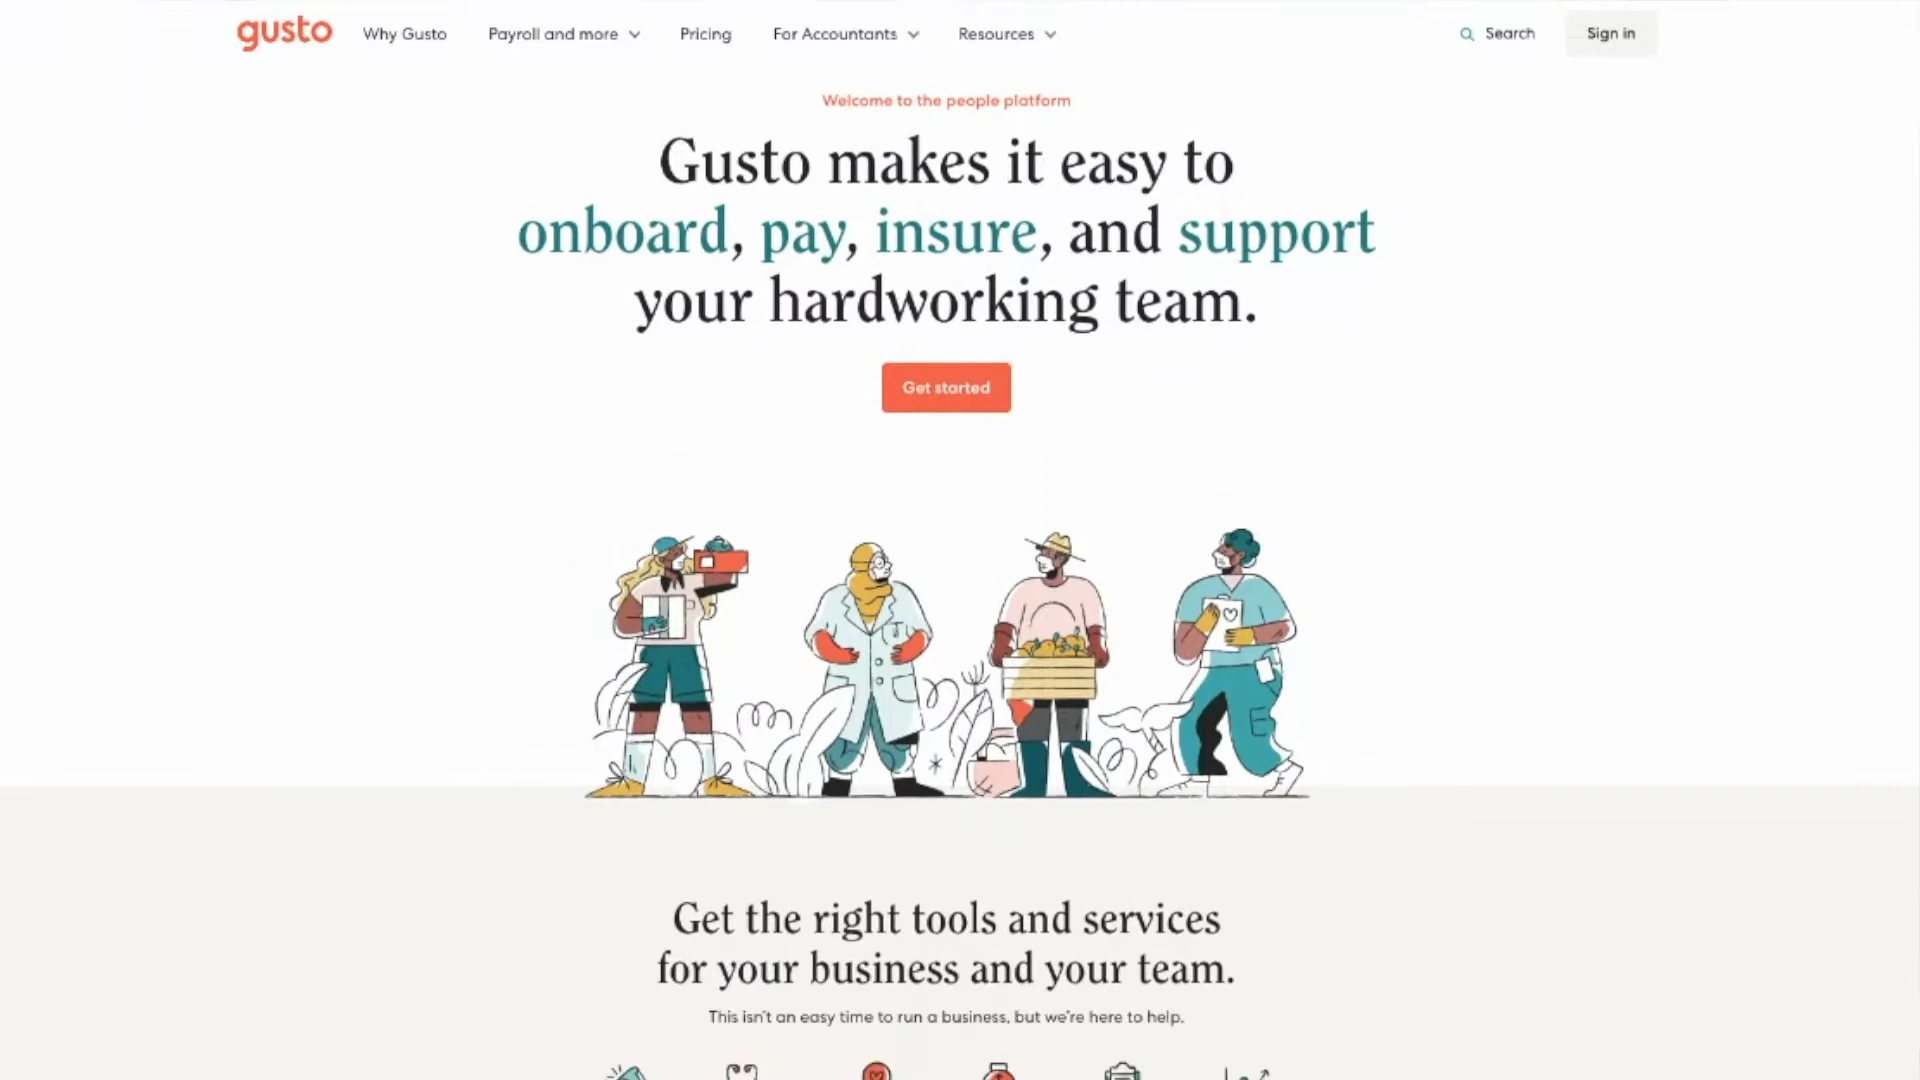 gusto
Why Gusto
Payroll and more
Pricing
For Accountants
Resources
Search
Sign in
Welcome to the people platform
Gusto makes it easy to
onboard, pay, insure, and support
your hardworking team.
Get started
Get the right tools and services
for your business and your team.
This isn't an easy time to run a business, but we're here to help.